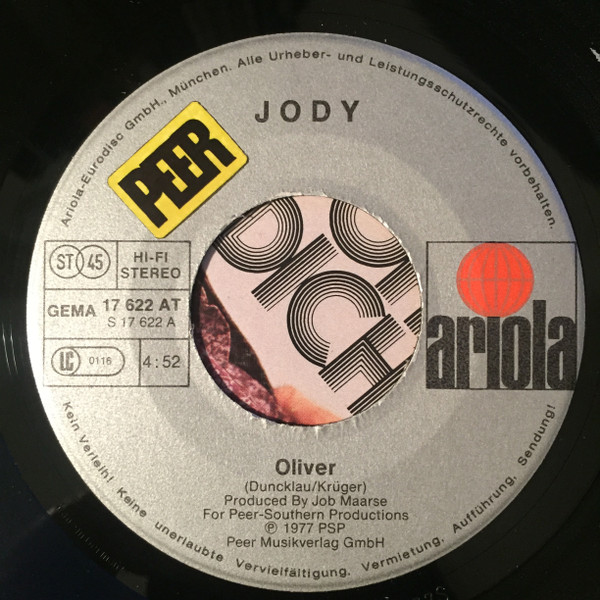 Ariola-Eurodisc GmbH., München. Alle Urheber- und Leistungsschutzrechte vorbehalten.
JODY
PEER
ST 45
HI-FI
STEREO
GEMA 17 622 AT
S 17 622 A
LC 0116
4:52
DICH
ariola
Oliver
(Duncklau/Krüger)
Produced By Job Maarse
For Peer-Southern Productions
℗ 1977 PSP
Peer Musikverlag GmbH
Kein Verleih! Keine unerlaubte Vervielfältigung. Vermietung. Aufführung. Sendung!